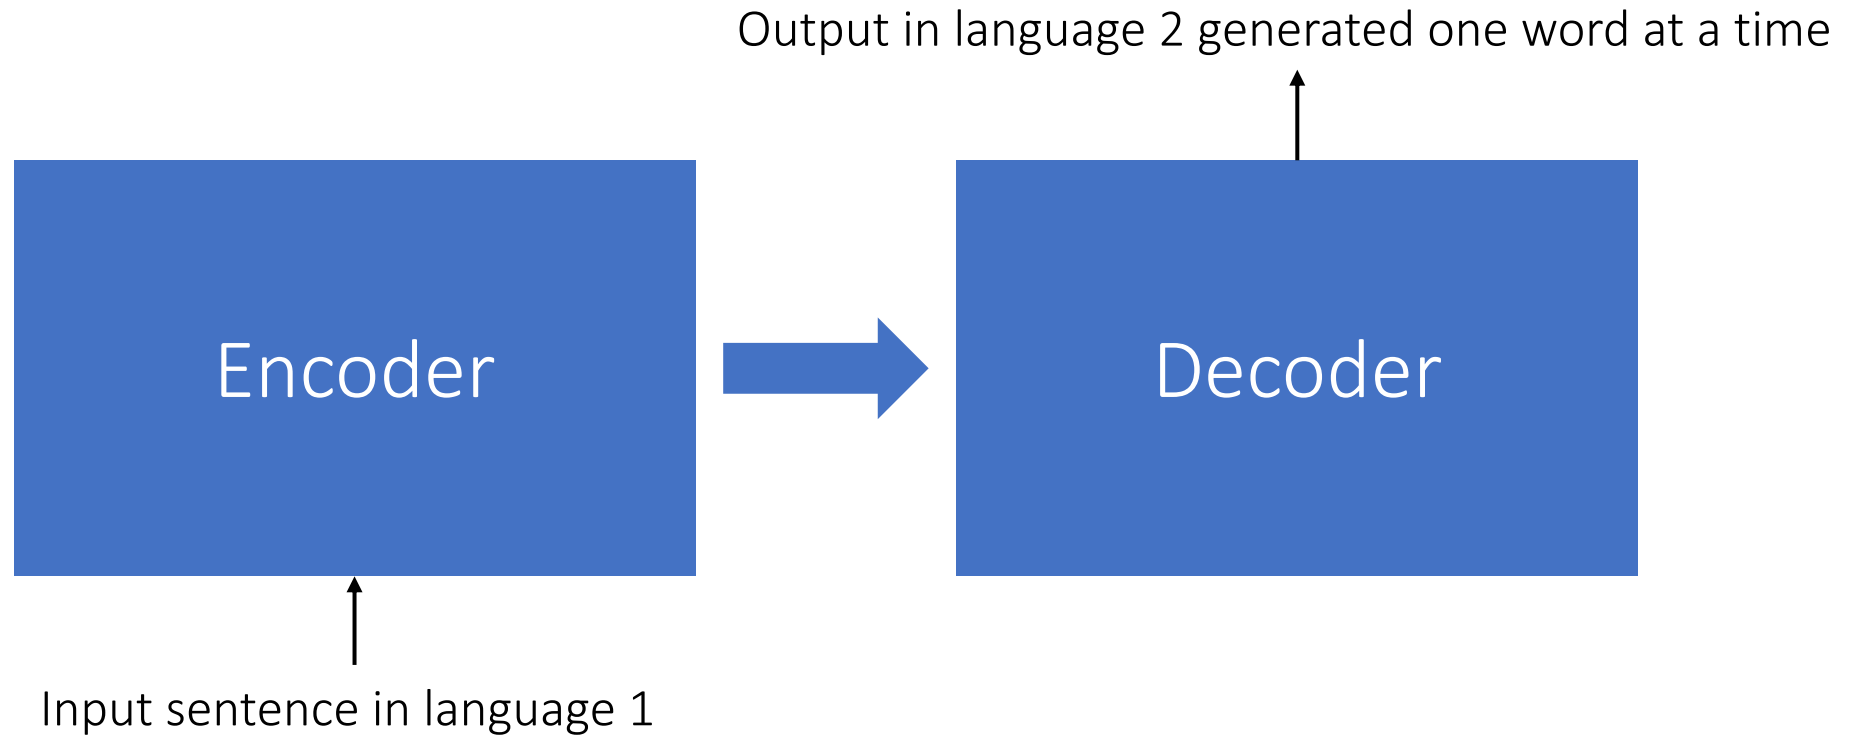 Output in language 2 generated one word at a time
Encoder
Decoder
Input sentence in language 1